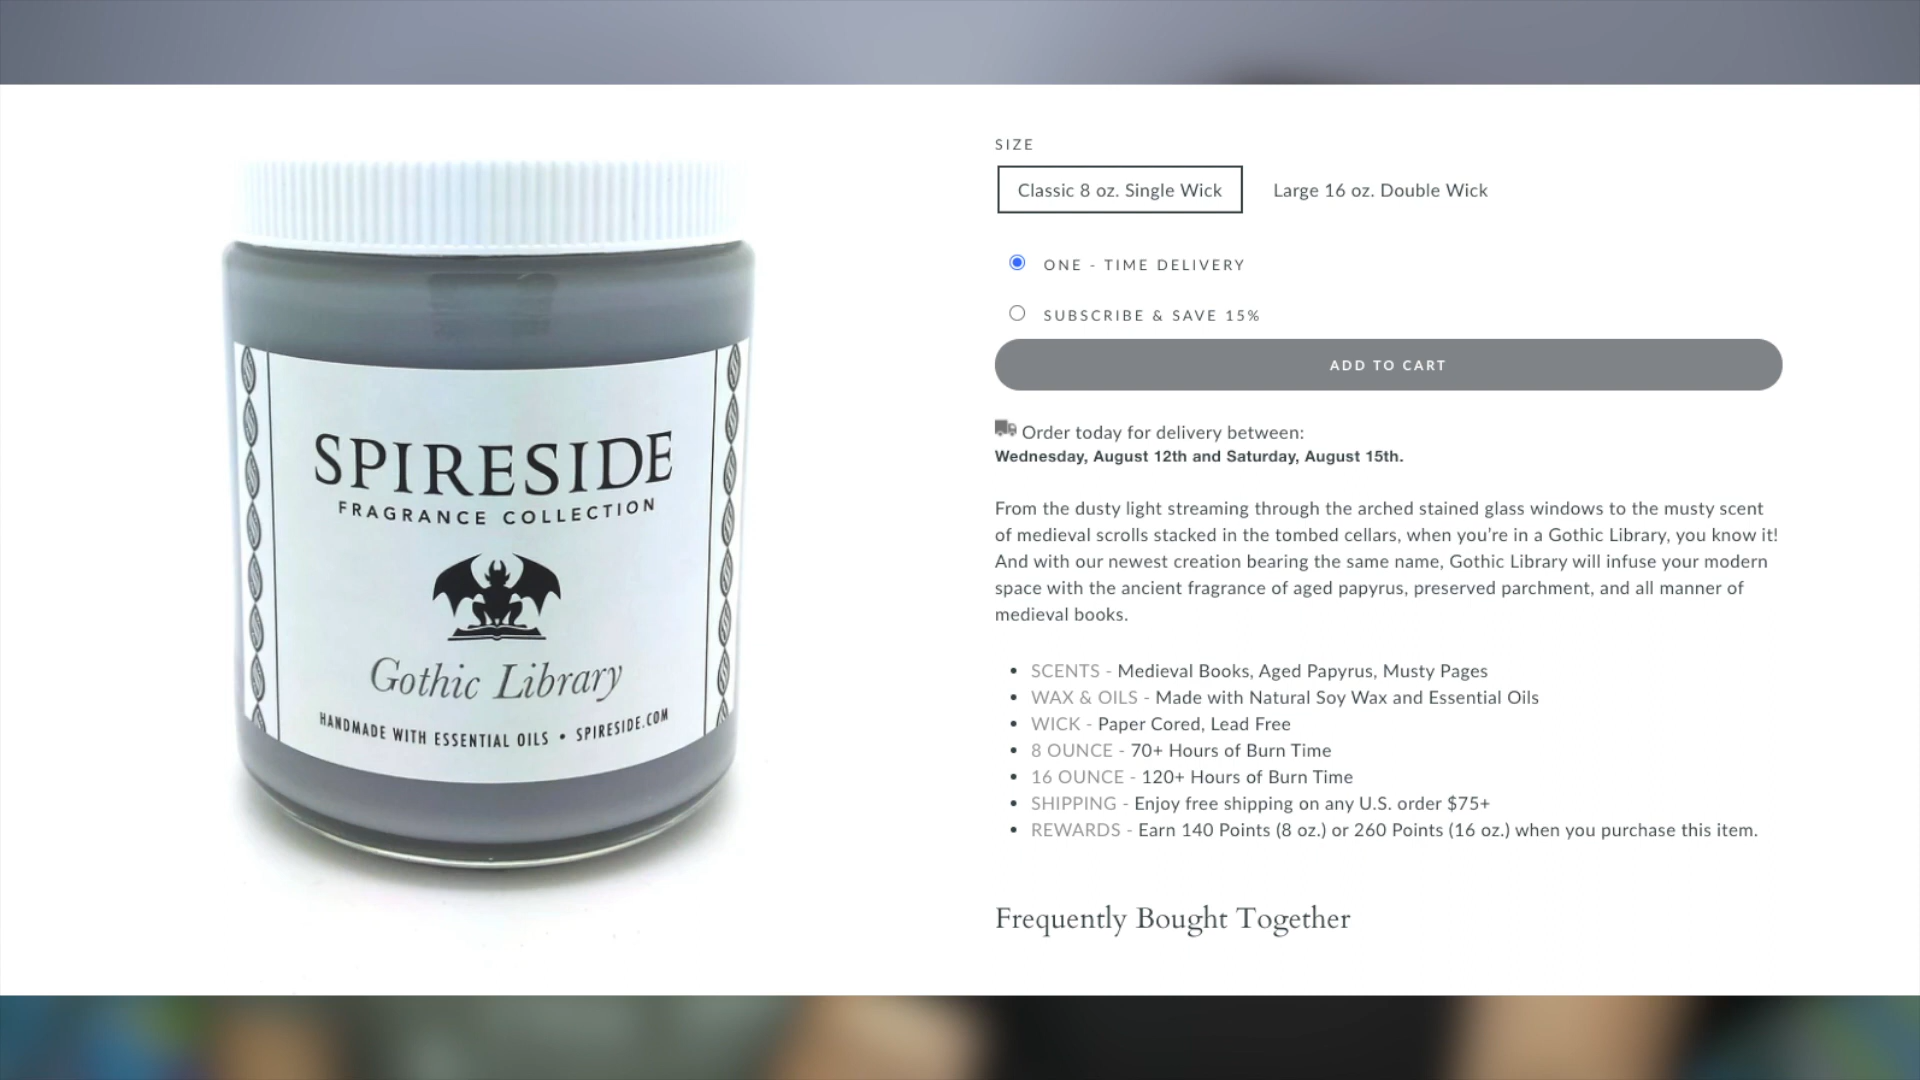 SPIRESIDE
FRAGRANCE COLLECTION
Gothic Library
HANDMADE WITH ESSENTIAL OILS • SPIRESIDE.COM
SIZE
Classic 8 oz. Single Wick
Large 16 oz. Double Wick
ONE - TIME DELIVERY
SUBSCRIBE & SAVE 15%
ADD TO CART
Order today for delivery between:
Wednesday, August 12th and Saturday, August 15th.
From the dusty light streaming through the arched stained glass windows to the musty scent
of medieval scrolls stacked in the tombed cellars, when you’re in a Gothic Library, you know it!
And with our newest creation bearing the same name, Gothic Library will infuse your modern
space with the ancient fragrance of aged papyrus, preserved parchment, and all manner of
medieval books.
• SCENTS - Medieval Books, Aged Papyrus, Musty Pages
• WAX & OILS - Made with Natural Soy Wax and Essential Oils
• WICK - Paper Cored, Lead Free
• 8 OUNCE - 70+ Hours of Burn Time
• 16 OUNCE - 120+ Hours of Burn Time
• SHIPPING - Enjoy free shipping on any U.S. order $75+
• REWARDS - Earn 140 Points (8 oz.) or 260 Points (16 oz.) when you purchase this item.
Frequently Bought Together